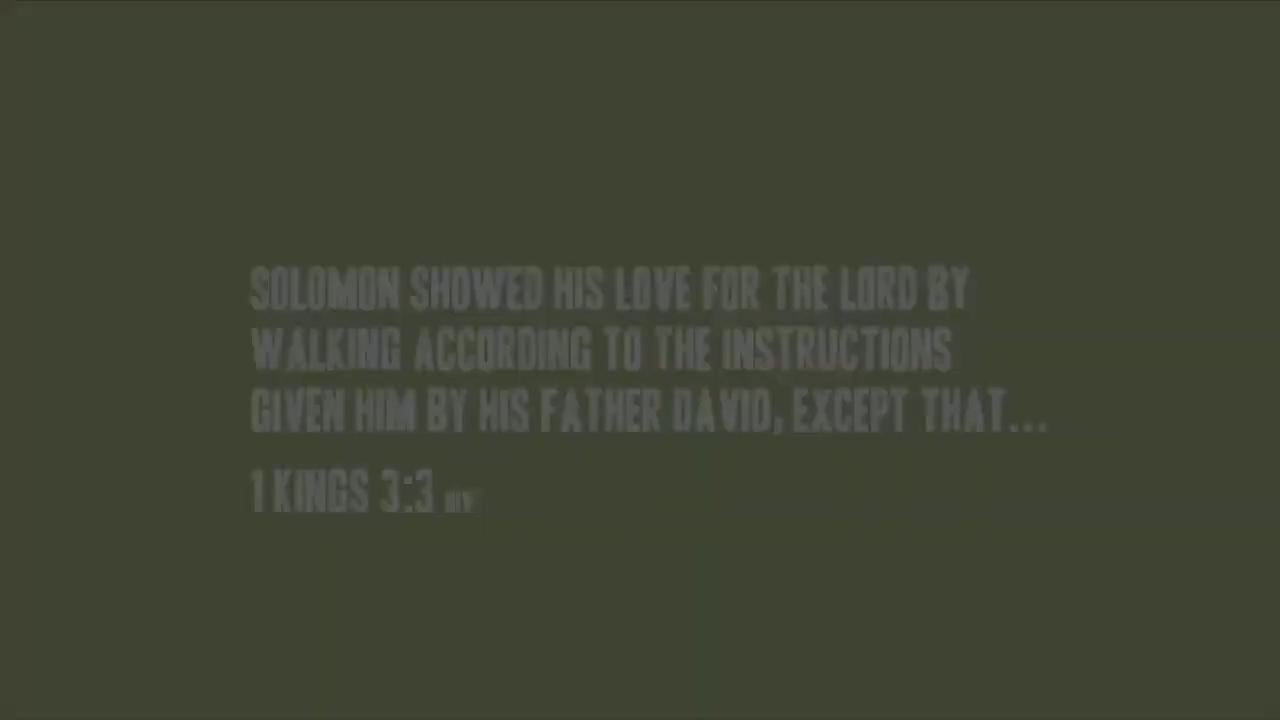 SOLOMON SHOWED HIS LOVE FOR THE LORD BY
WALKING ACCORDING TO THE INSTRUCTIONS
GIVEN HIM BY HIS FATHER DAVID, EXCEPT THAT...
1 KINGS 3:3 NIV